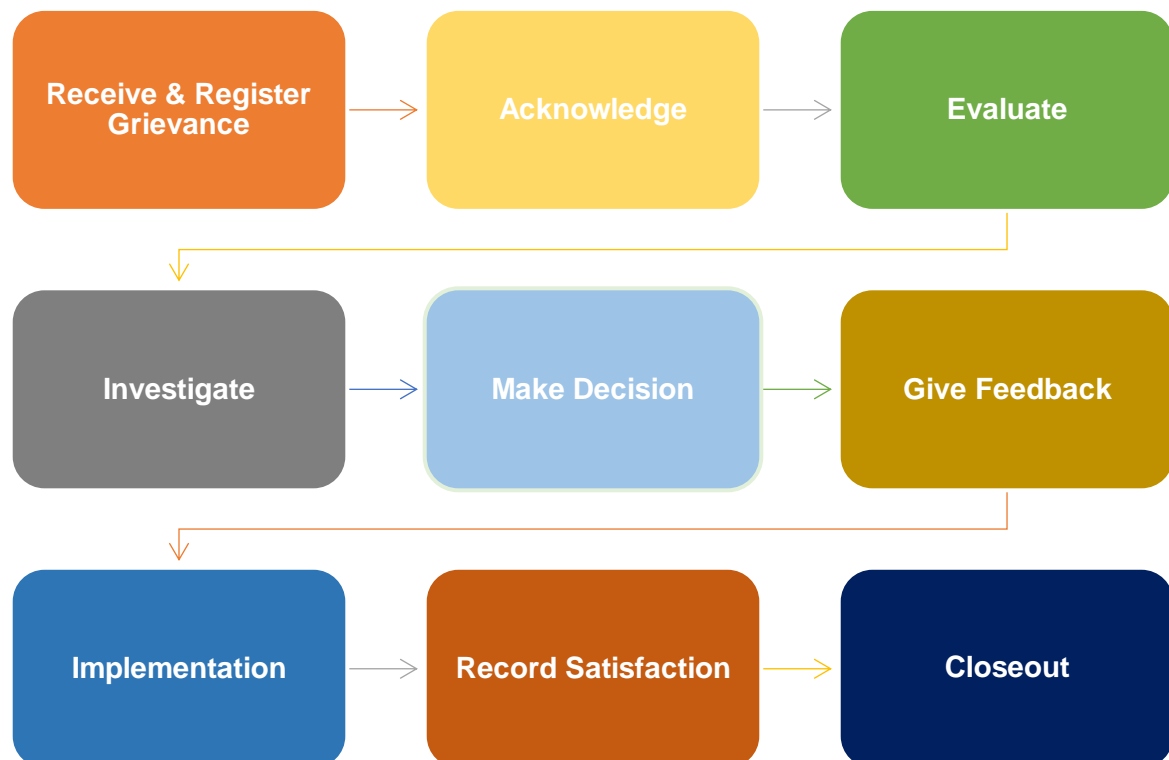 Receive & Register
Grievance
Acknowledge
Evaluate
Investigate
Make Decision
Give Feedback
Implementation
Record Satisfaction
Closeout